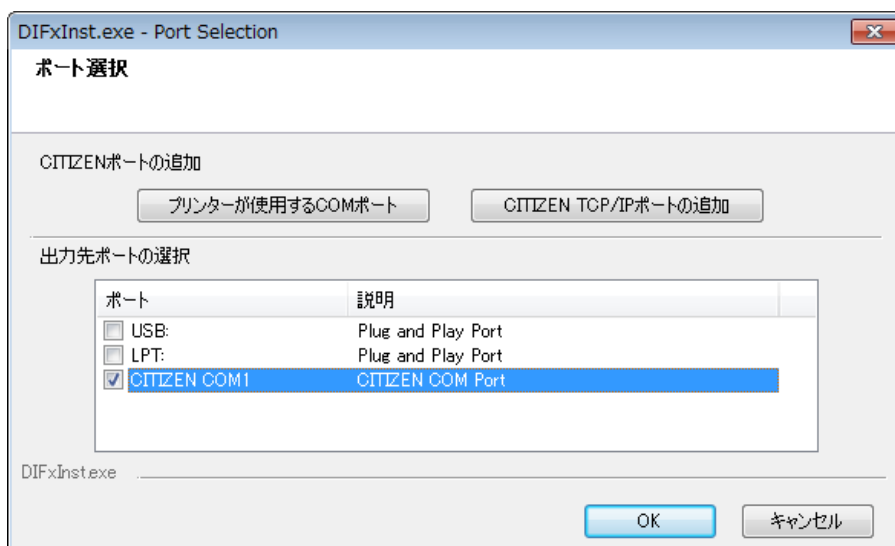 DIFxInst.exe - Port Selection
ポート選択
CITIZENポートの追加
プリンターが使用するCOMポート
CITIZEN TCP/IPポートの追加
出力先ポートの選択
ポート 説明
USB: Plug and Play Port
LPT: Plug and Play Port
CITIZEN COM1 CITIZEN COM Port
DIFxInst.exe
OK キャンセル